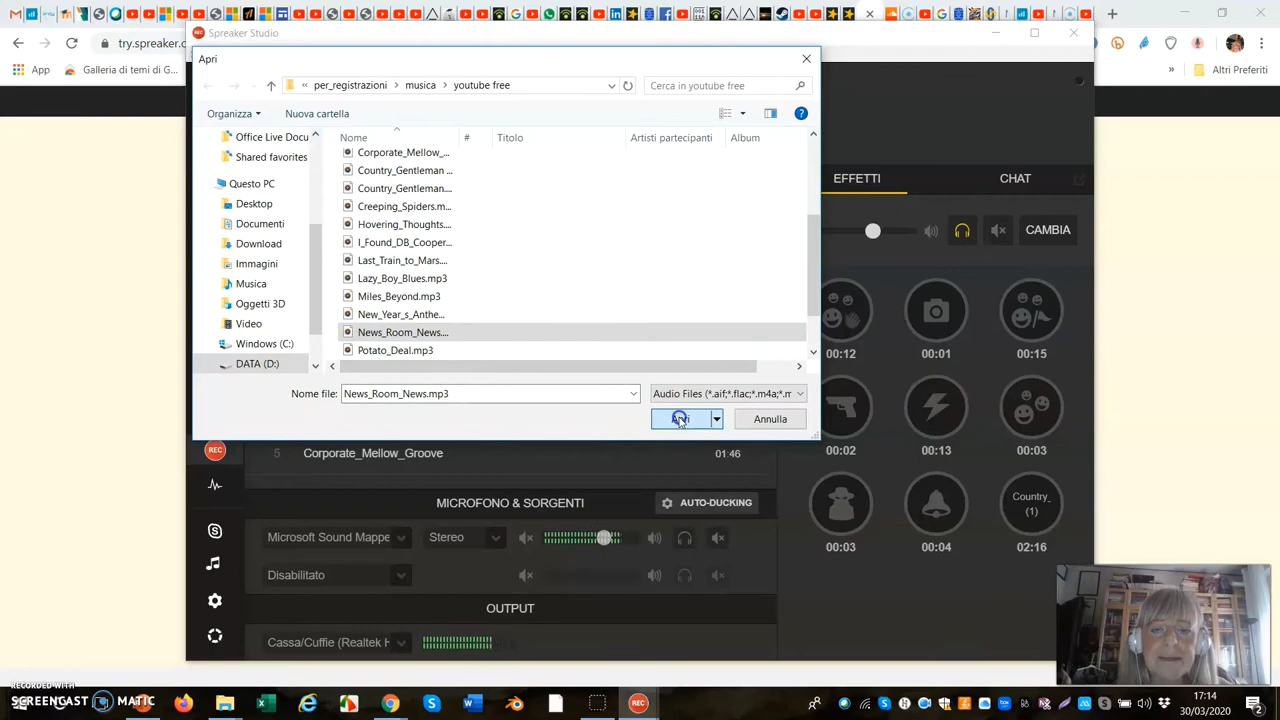 Spreaker Studio
try.spreaker.c
App
Galleria di temi di G...
»
Altri Preferiti
Apri
« per_registrazioni › musica › youtube free
Cerca in youtube free
Organizza
Nuova cartella
Nome
#
Titolo
Artisti partecipanti
Album
Office Live Docu
Shared favorites
Questo PC
Desktop
Documenti
Download
Immagini
Musica
Oggetti 3D
Video
Windows (C:)
DATA (D:)
Corporate_Mellow_...
Country_Gentleman ...
Country_Gentleman....
Creeping_Spiders.m...
Hovering_Thoughts....
I_Found_DB_Cooper...
Last_Train_to_Mars....
Lazy_Boy_Blues.mp3
Miles_Beyond.mp3
New_Year_s_Anthe...
News_Room_News....
Potato_Deal.mp3
Nome file:
News_Room_News.mp3
Audio Files (*.aif;*.flac;*.m4a;*.m
Apri
Annulla
EFFETTI
CHAT
CAMBIA
00:12
00:01
00:15
00:02
00:13
00:03
Country_
(1)
00:03
00:04
02:16
REC
5
Corporate_Mellow_Groove
01:46
MICROFONO & SORGENTI
AUTO-DUCKING
Microsoft Sound Mappe
Stereo
Disabilitato
OUTPUT
Cassa/Cuffie (Realtek H
RECORDED WITH
SCREENCAST MATIC
REC
17:14
30/03/2020
2